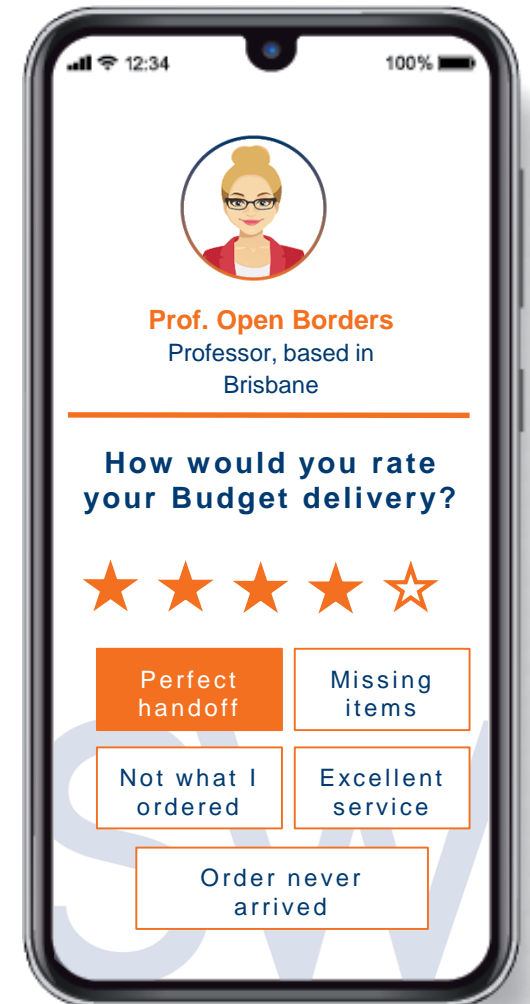 12:34
100%
Prof. Open Borders
Professor, based in
Brisbane
How would you rate
your Budget delivery?
Perfect
handoff
Missing
items
Not what I
ordered
Excellent
service
Order never
arrived
SW